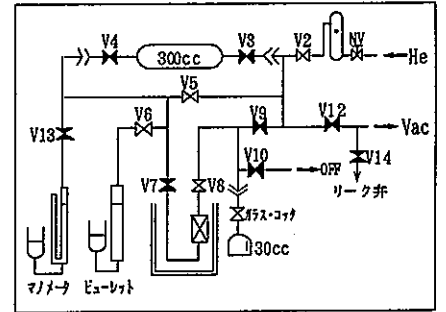 V4
300cc
V3
V2
NV
He
V5
V13
V6
V9
V12
Vac
V10
OFF
V14
リーク弁
V7
V8
ガラス・コック
30cc
マノメータ
ビューレット